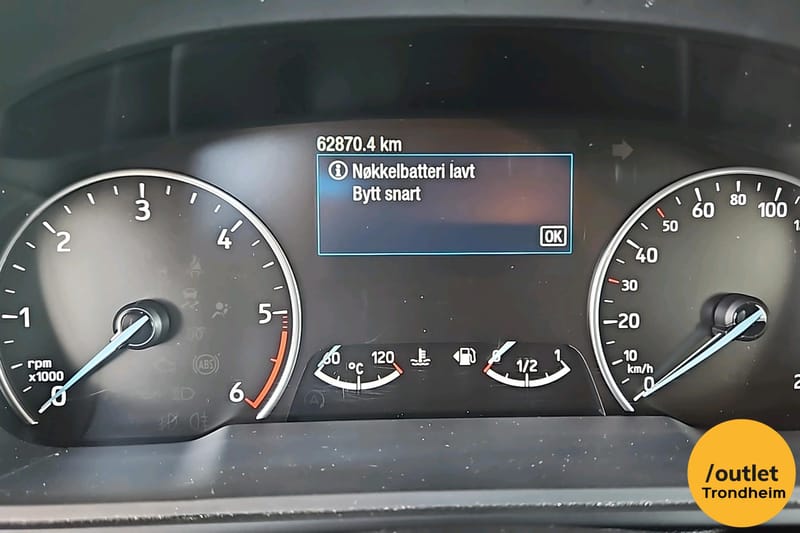 62870.4 km
Nøkkelbatteri lavt
Bytt snart
OK
1
2
3
4
5
6
0
rpm
x1000
ABS
60
120
°C
0
1/2
1
0
10
20
30
40
50
60
80
100
km/h
/outlet
Trondheim